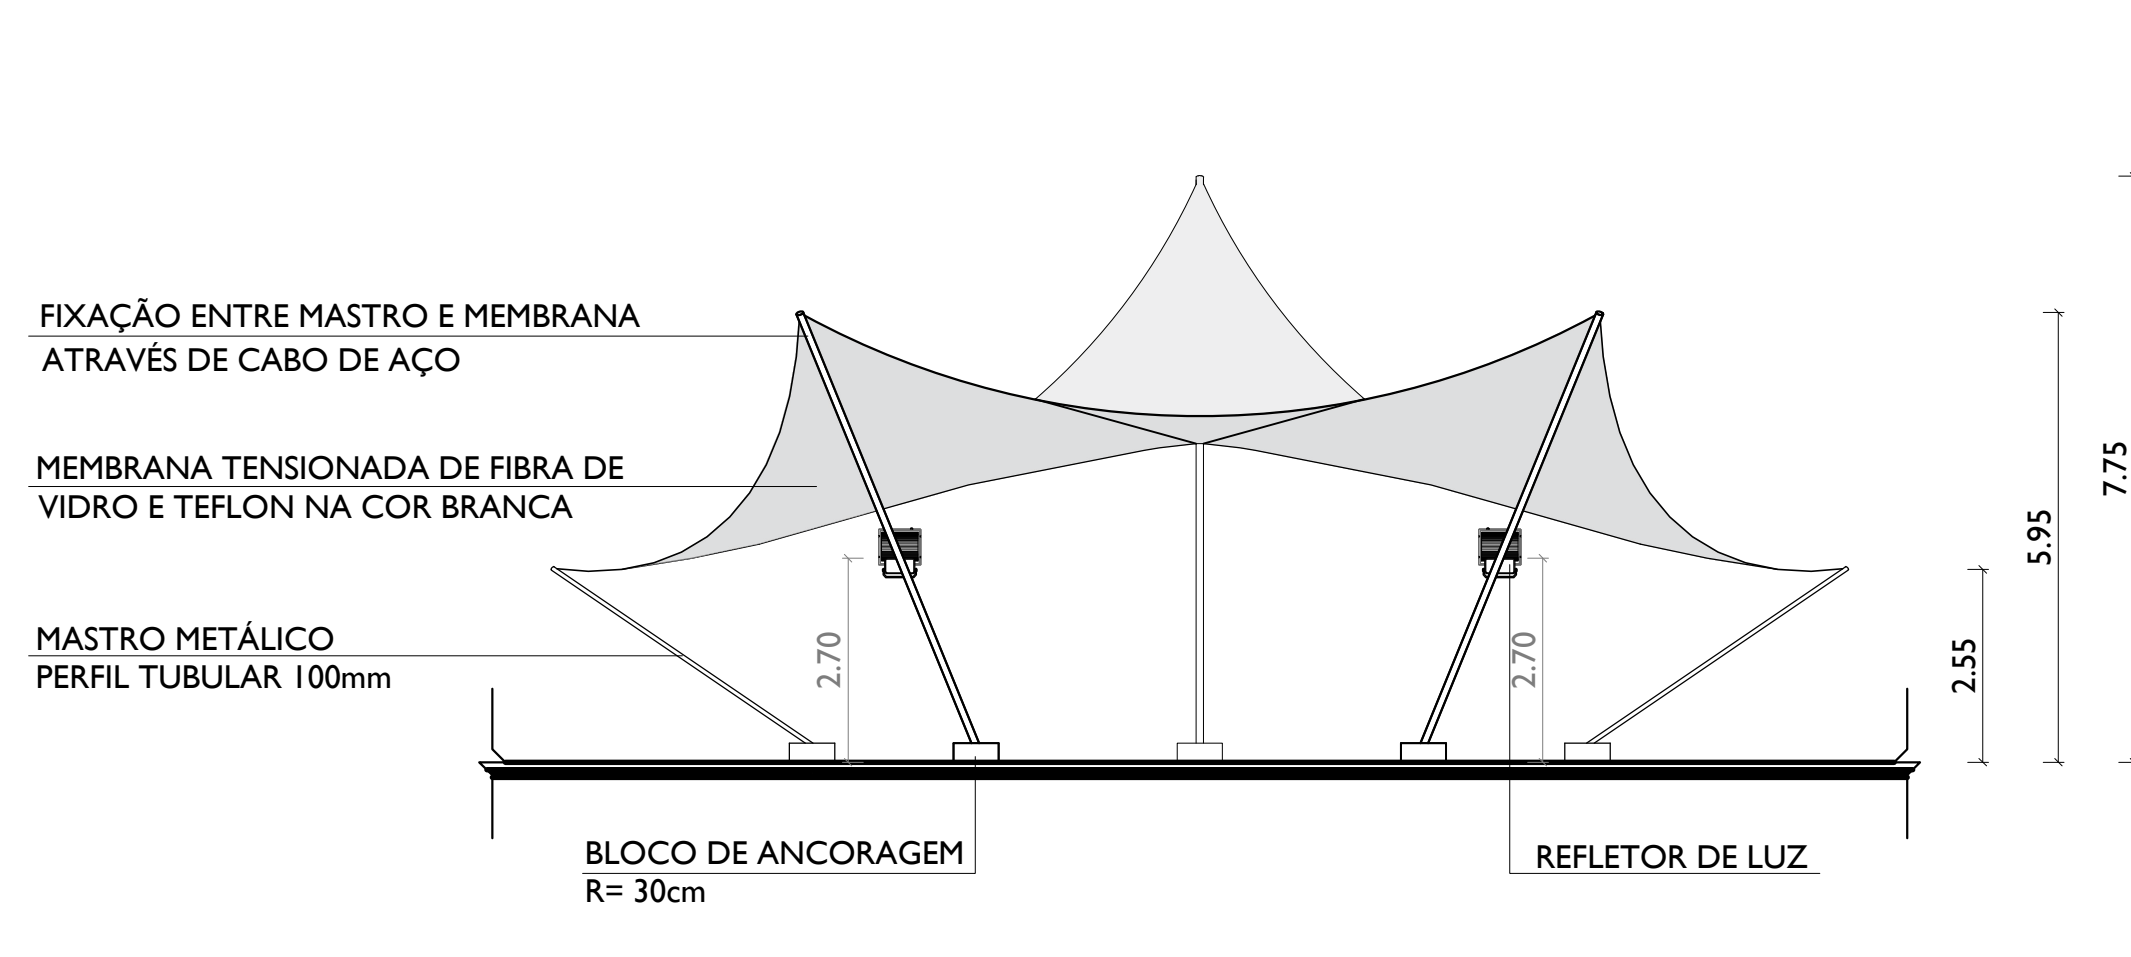 FIXAÇÃO ENTRE MASTRO E MEMBRANA
ATRAVÉS DE CABO DE AÇO
MEMBRANA TENSIONADA DE FIBRA DE
VIDRO E TEFLON NA COR BRANCA
MASTRO METÁLICO
PERFIL TUBULAR 100mm
2.70
2.70
2.55
5.95
7.75
BLOCO DE ANCORAGEM
R= 30cm
REFLETOR DE LUZ